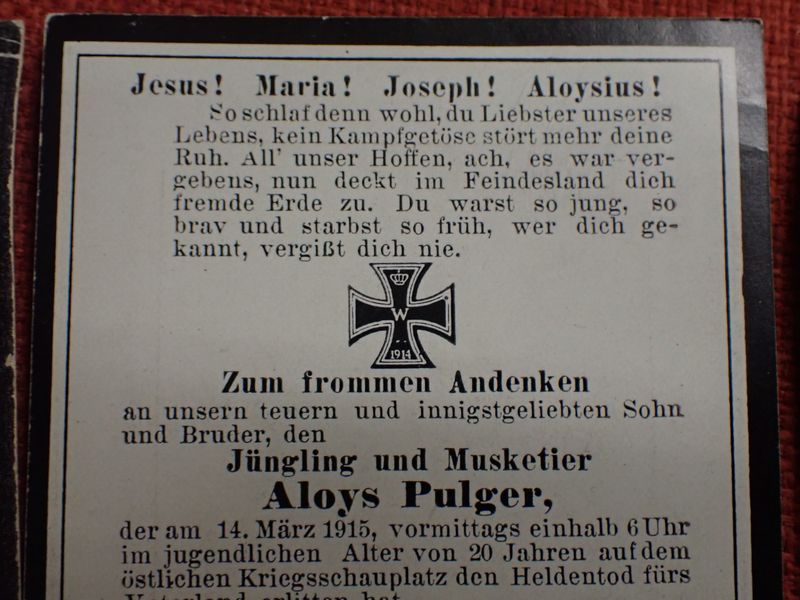 Jesus! Maria! Joseph! Aloysius!
So schlaf denn wohl, du Liebster unseres
Lebens, kein Kampfgetöse stört mehr deine
Ruh. All' unser Hoffen, ach, es war ver-
gebens, nun deckt im Feindesland dich
fremde Erde zu. Du warst so jung, so
brav und starbst so früh, wer dich ge-
kannt, vergißt dich nie.
W
1914
Zum frommen Andenken
an unsern teuern und innigstgeliebten Sohn
und Bruder, den
Jüngling und Musketier
Aloys Pulger,
der am 14. März 1915, vormittags einhalb 6 Uhr
im jugendlichen Alter von 20 Jahren auf dem
östlichen Kriegsschauplatz den Heldentod fürs
Vaterland erlitten hat